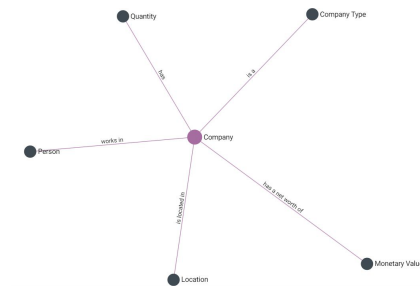 Quantity
Company Type
has
is a
works in
Company
Person
is located in
has a net worth of
Monetary Valu
Location